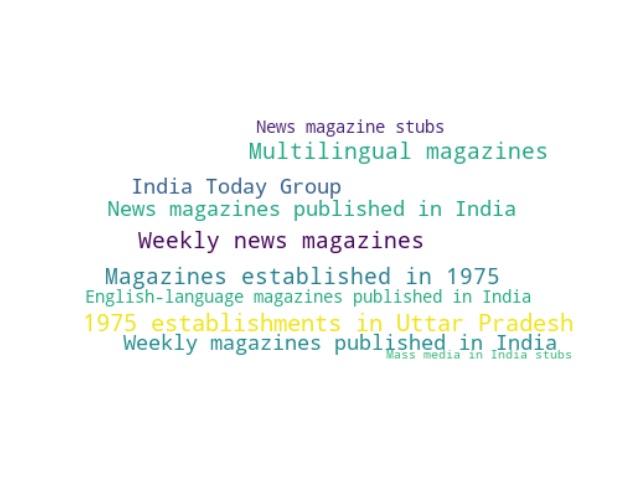 News magazine stubs
Multilingual magazines
India Today Group
News magazines published in India
Weekly news magazines
Magazines established in 1975
English-language magazines published in India
1975 establishments in Uttar Pradesh
Weekly magazines published in India
Mass media in India stubs